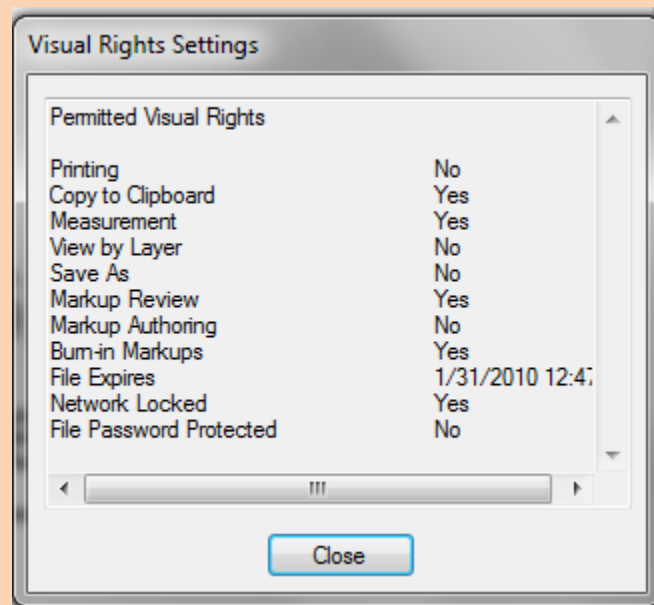 Visual Rights Settings
Permitted Visual Rights
Printing No
Copy to Clipboard Yes
Measurement Yes
View by Layer No
Save As No
Markup Review Yes
Markup Authoring No
Burn-in Markups Yes
File Expires 1/31/2010 12:47
Network Locked Yes
File Password Protected No
Close